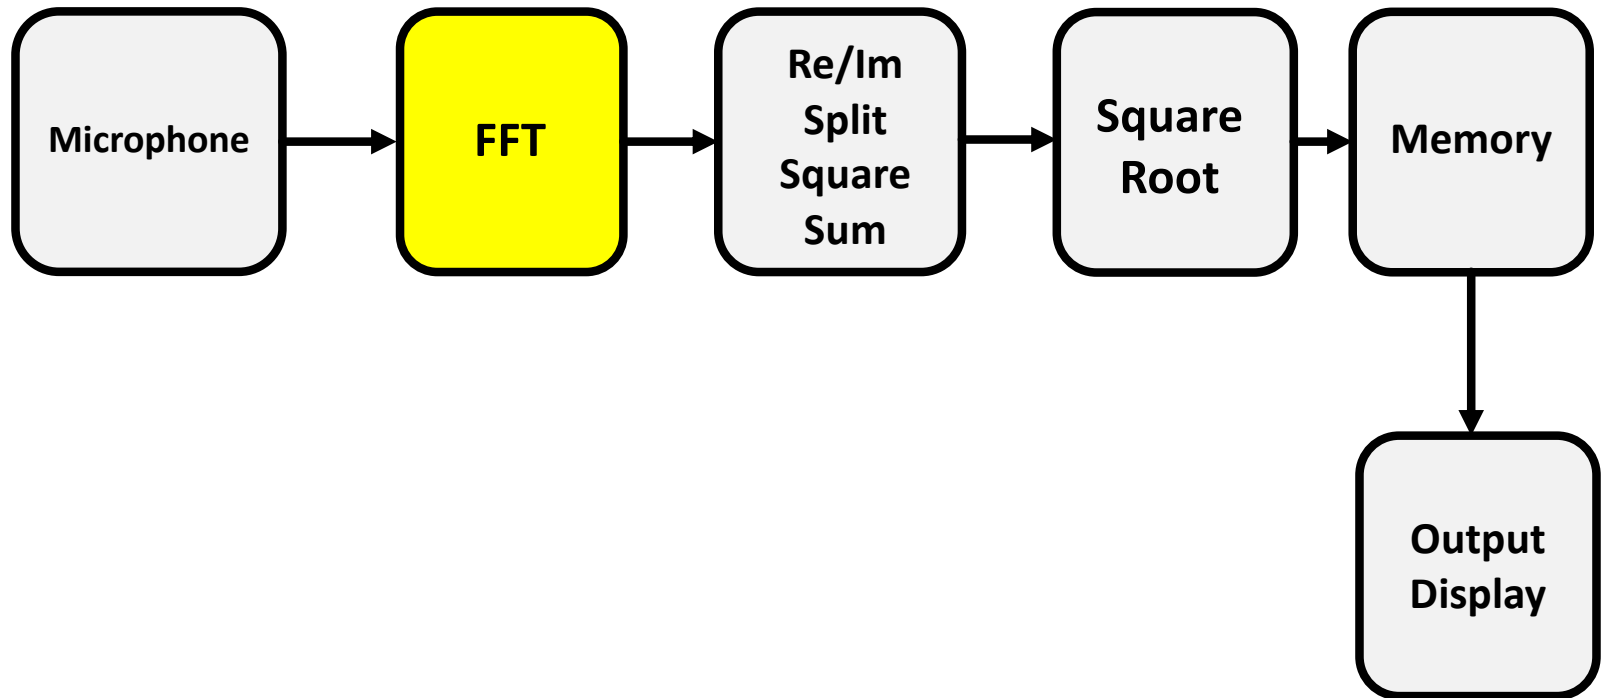 Microphone
FFT
Re/Im
Split
Square
Sum
Square
Root
Memory
Output
Display